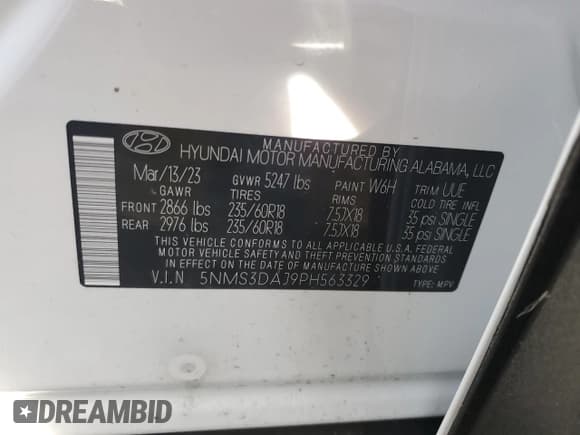 MANUFACTURED BY
HYUNDAI MOTOR MANUFACTURING ALABAMA, LLC
Mar/13/23 GVWR 5247 lbs PAINT W6H TRIM UUE
GAWR TIRES RIMS COLD TIRE INFL
FRONT 2866 lbs 235/60R18 7.5JX18 35 psi SINGLE
REAR 2976 lbs 235/60R18 7.5JX18 35 psi SINGLE
THIS VEHICLE CONFORMS TO ALL APPLICABLE U.S.A. FEDERAL
MOTOR VEHICLE SAFETY AND THEFT PREVENTION STANDARDS
IN EFFECT ON THE DATE OF MANUFACTURE SHOWN ABOVE.
V.I.N 5NMS3DAJ9PH563329 TYPE: MPV
DREAMBID